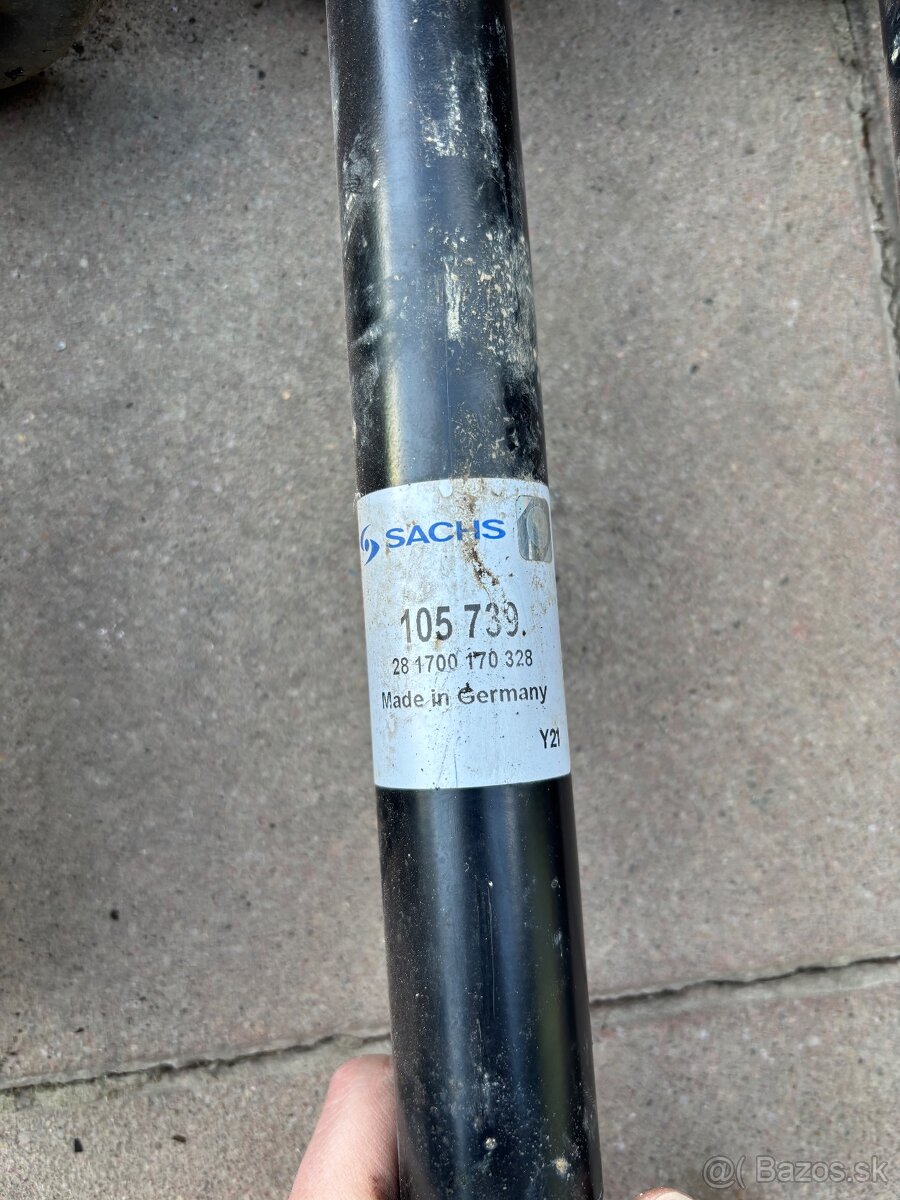 SACHS
105 739.
28 1700 170 328
Made in Germany
Y21
@( Bazos.sk